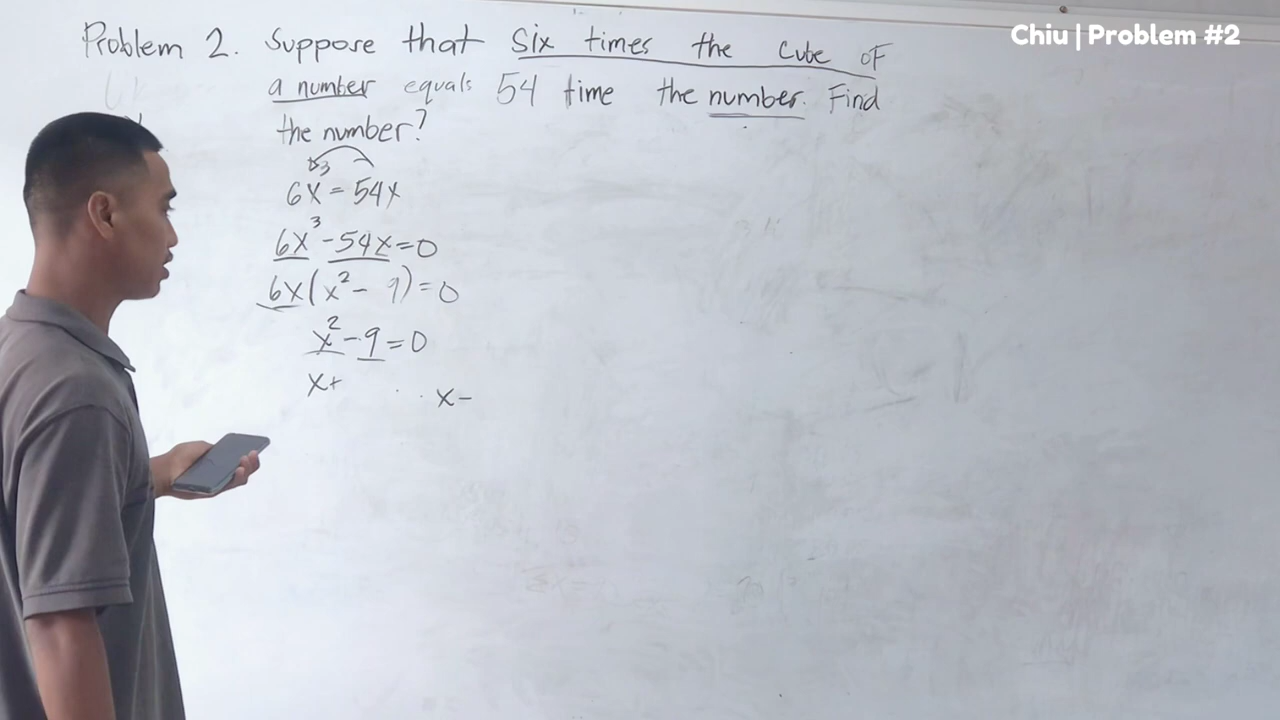 Chiu | Problem #2
Problem 2. Suppose that Six times the Cube of
a number equals 54 time the number. Find
the number?
6x³ = 54x
6x³ - 54x = 0
6x(x² - 9) = 0
x² - 9 = 0
x+ x-